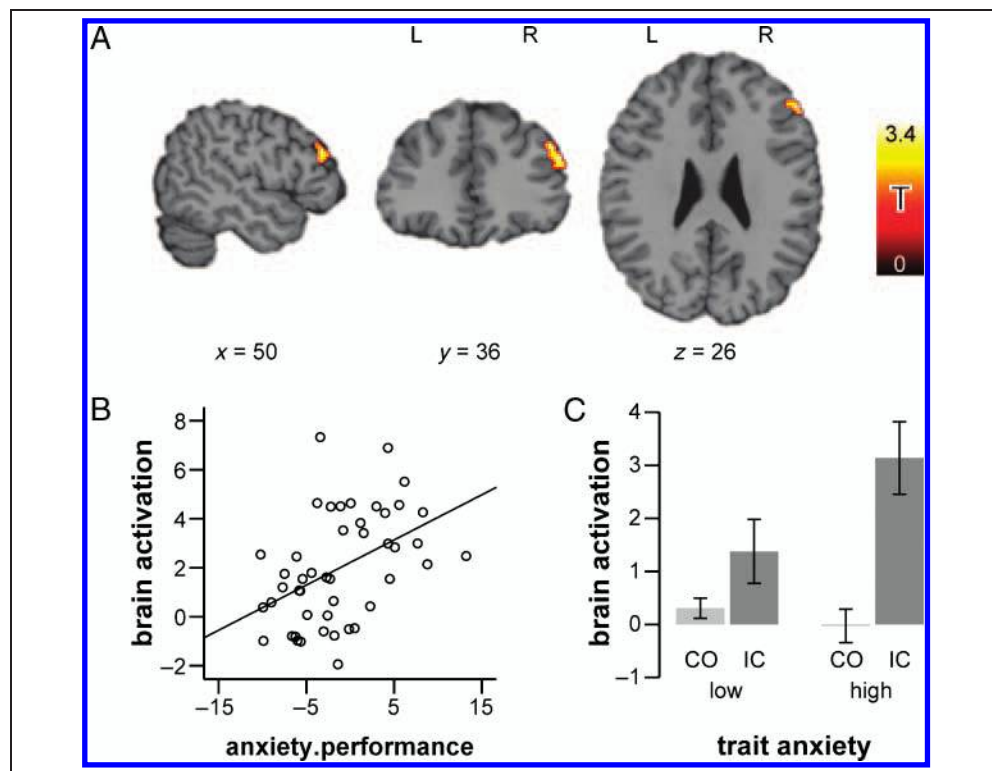 A
L R L R
3.4
T
0
x = 50 y = 36 z = 26
B
brain activation
8
6
4
2
0
–2
–15 –5 5 15
anxiety.performance
C
brain activation
4
3
2
1
0
–1
CO IC CO IC
low high
trait anxiety